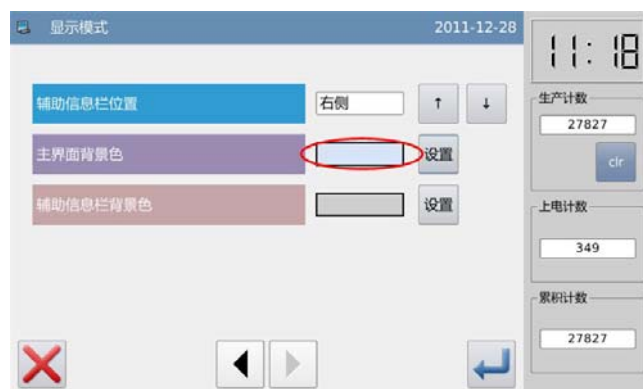 显示模式 2011-12-28
辅助信息栏位置 右侧 ↑ ↓
主界面背景色 设置
辅助信息栏背景色 设置
11:18
生产计数
27827
clr
上电计数
349
累积计数
27827